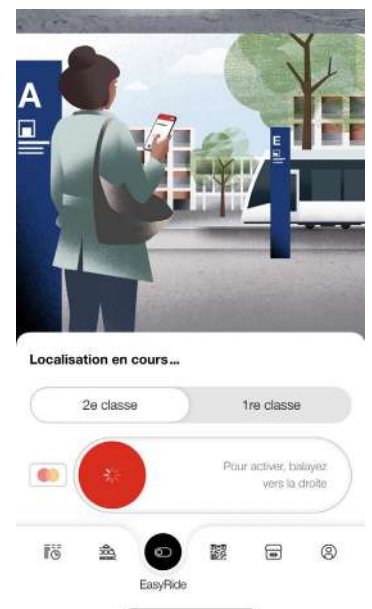 A
E
Localisation en cours...
2e classe
1re classe
Pour activer, balayez
vers la droite
EasyRide